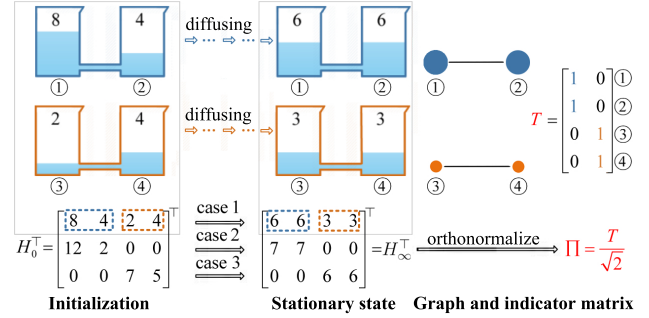 8 4 diffusing 6 6
... ... ...
① ② ① ② ① ②
2 4 diffusing 3 3
... ... ...
③ ④ ③ ④ ③ ④
T = [1 0] ①
[1 0] ②
[0 1] ③
[0 1] ④
H₀⊤ = [8 4 2 4]⊤ case 1 [6 6 3 3]⊤ = H∞⊤ orthonormalize Π = T/√2
[12 2 0 0] case 2 [7 7 0 0]
[0 0 7 5] case 3 [0 0 6 6]
Initialization Stationary state Graph and indicator matrix